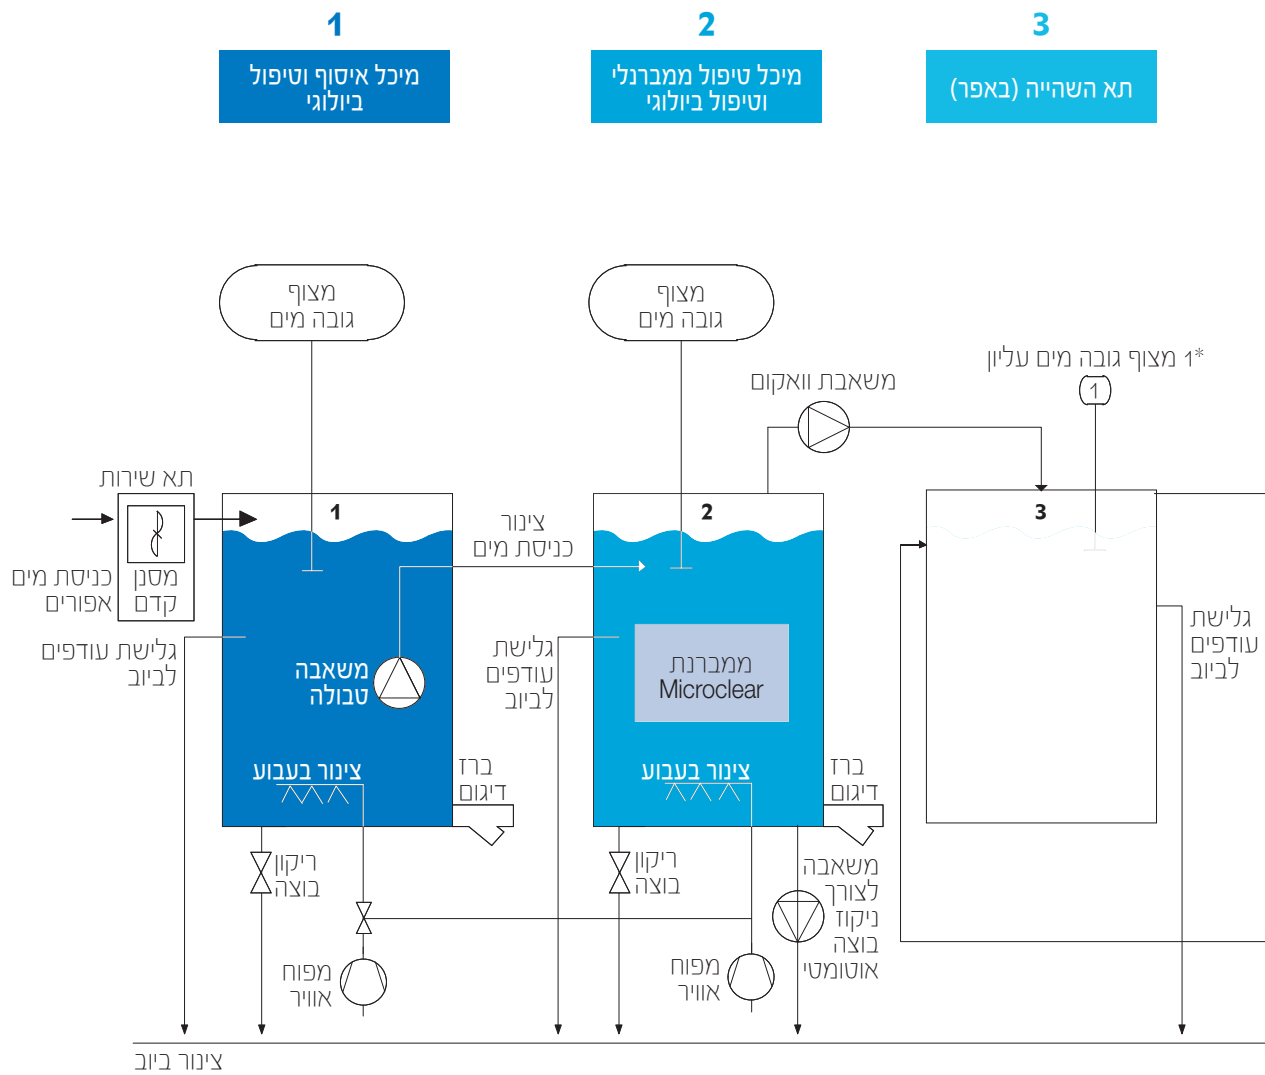 1
2
3
מיכל איסוף וטיפול
ביולוגי
מיכל טיפול ממברנלי
וטיפול ביולוגי
תא השהייה (באפר)
מצוף
גובה מים
מצוף
גובה מים
משאבת וואקום
*1 מצוף גובה מים עליון
1
תא שירות
מסנן
קדם
כניסת מים
אפורים
1
צינור
כניסת מים
2
3
גלישת עודפים
לביוב
משאבה
טבולה
גלישת
עודפים
לביוב
ממברנת
Microclear
גלישת
עודפים
לביוב
צינור בעבוע
ברז
דיגום
צינור בעבוע
ברז
דיגום
ריקון
בוצה
מפוח
אוויר
ריקון
בוצה
מפוח
אוויר
משאבה
לצורך
ניקוז
בוצה
אוטומטי
צינור ביוב